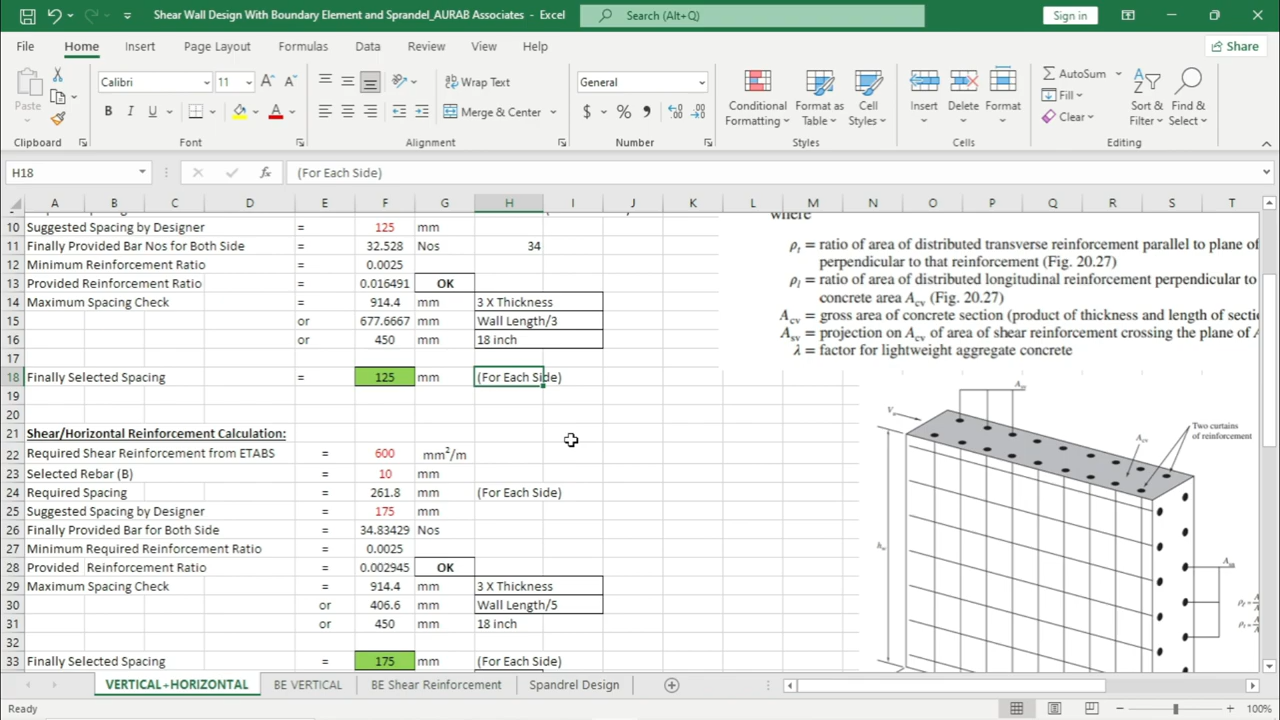 Shear Wall Design With Boundary Element and Sprandel_AURAB Associates - Excel
Search (Alt+Q)
Sign in
File Home Insert Page Layout Formulas Data Review View Help
Share
Paste
Calibri 11
Wrap Text
General
Merge & Center
Conditional Formatting
Format as Table
Cell Styles
Insert
Delete
Format
AutoSum
Fill
Clear
Sort & Filter
Find & Select
Clipboard Font Alignment Number Styles Cells Editing
H18 fx (For Each Side)
A B C D E F G H I J K L M N O P Q R S T
10 Suggested Spacing by Designer = 125 mm
11 Finally Provided Bar Nos for Both Side = 32.528 Nos 34
12 Minimum Reinforcement Ratio = 0.0025
13 Provided Reinforcement Ratio = 0.016491 OK
14 Maximum Spacing Check = 914.4 mm 3 X Thickness
15 or 677.6667 mm Wall Length/3
16 or 450 mm 18 inch
17
18 Finally Selected Spacing = 125 mm (For Each Side)
19
20
21 Shear/Horizontal Reinforcement Calculation:
22 Required Shear Reinforcement from ETABS = 600 mm²/m
23 Selected Rebar (B) = 10 mm
24 Required Spacing = 261.8 mm (For Each Side)
25 Suggested Spacing by Designer = 175 mm
26 Finally Provided Bar for Both Side = 34.83429 Nos
27 Minimum Required Reinforcement Ratio = 0.0025
28 Provided Reinforcement Ratio = 0.002945 OK
29 Maximum Spacing Check = 914.4 mm 3 X Thickness
30 or 406.6 mm Wall Length/5
31 or 450 mm 18 inch
32
33 Finally Selected Spacing = 175 mm (For Each Side)
where
ρt = ratio of area of distributed transverse reinforcement parallel to plane of
perpendicular to that reinforcement (Fig. 20.27)
ρl = ratio of area of distributed longitudinal reinforcement perpendicular to
concrete area Acv (Fig. 20.27)
Acv = gross area of concrete section (product of thickness and length of secti
Asv = projection on Acv of area of shear reinforcement crossing the plane of A
λ = factor for lightweight aggregate concrete
Vu
Acv
Two curtains
of reinforcement
hw
VERTICAL+HORIZONTAL BE VERTICAL BE Shear Reinforcement Spandrel Design
Ready
100%